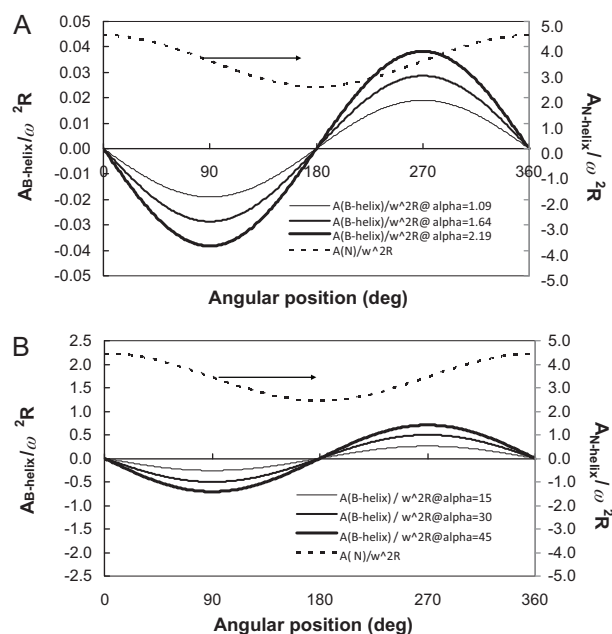 A
0.05
0.04
0.03
0.02
0.01
0.00
-0.01
-0.02
-0.03
-0.04
-0.05
AB-helix/ω ²R
5.0
4.0
3.0
2.0
1.0
0.0
-1.0
-2.0
-3.0
-4.0
-5.0
AN-helix/ω ²R
0 90 180 270 360
A(B-helix)/w^2R@ alpha=1.09
A(B-helix)/w^2R@ alpha=1.64
A(B-helix)/w^2R@ alpha=2.19
A(N)/w^2R
Angular position (deg)
B
2.5
2.0
1.5
1.0
0.5
0.0
-0.5
-1.0
-1.5
-2.0
-2.5
AB-helix/ω ²R
5.0
4.0
3.0
2.0
1.0
0.0
-1.0
-2.0
-3.0
-4.0
-5.0
AN-helix/ω ²R
A(B-helix) / w^2R@alpha=15
A(B-helix) / w^2R@alpha=30
A(B-helix) / w^2R@alpha=45
A( N)/w^2R
0 90 180 270 360
Angular position (deg)